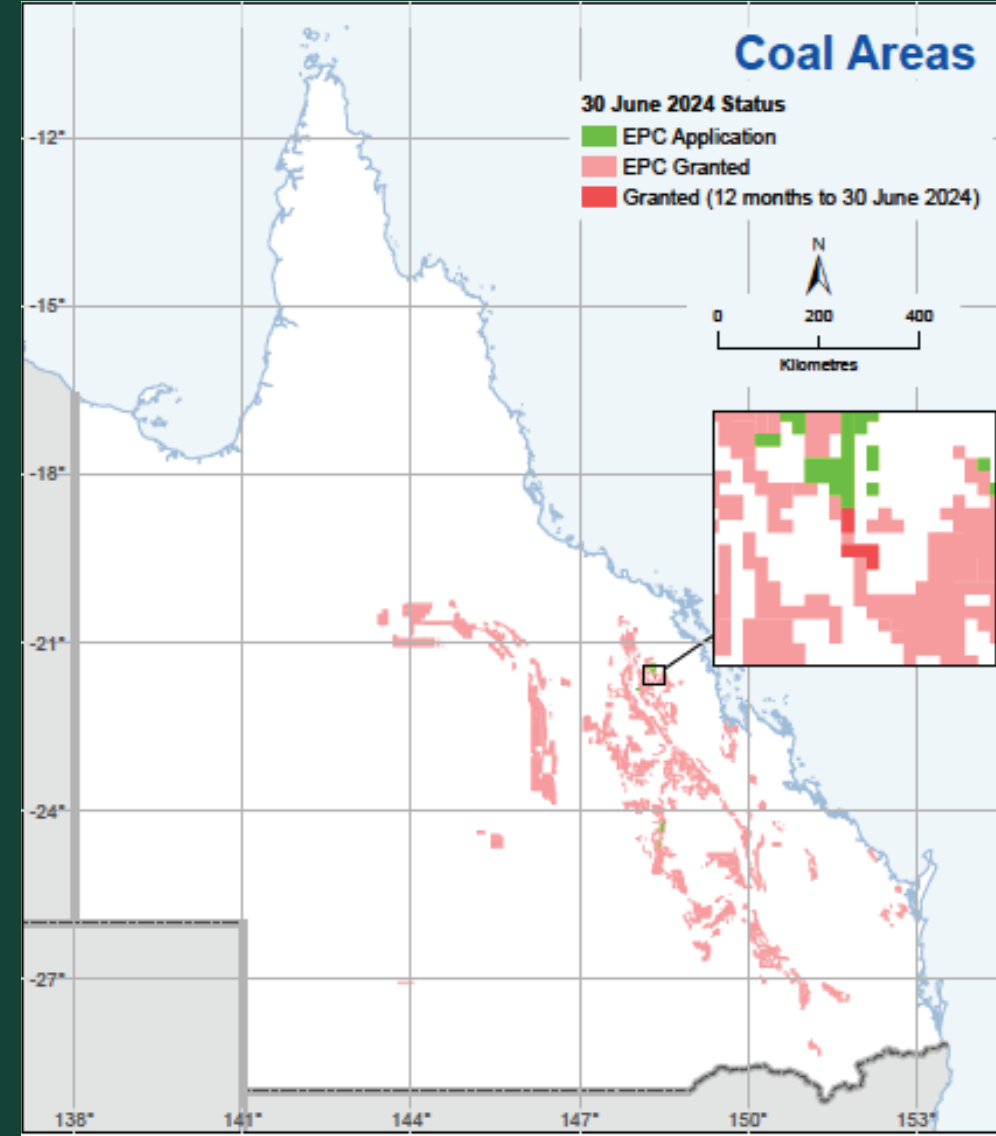 Coal Areas
30 June 2024 Status
EPC Application
EPC Granted
Granted (12 months to 30 June 2024)
N
0 200 400
Kilometres
-12°
-15°
-18°
-21°
-24°
-27°
138° 141° 144° 147° 150° 153°